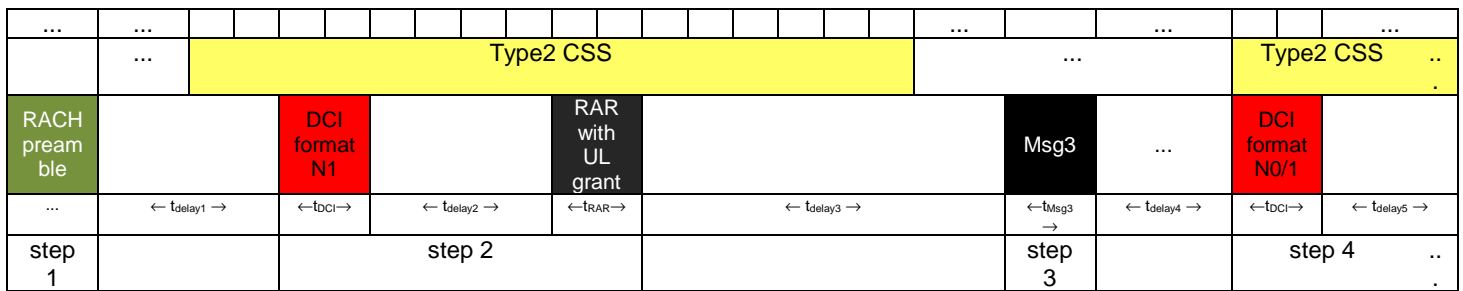 ... ... ... ... ...
... Type2 CSS ... Type2 CSS ..
.
RACH
pream
ble
DCI
format
N1
RAR
with
UL
grant
Msg3
...
DCI
format
N0/1
... ← tdelay1 → ←tDCI→ ← tdelay2 → ←tRAR→ ← tdelay3 → ←tMsg3
→
← tdelay4 → ←tDCI→ ← tdelay5 →
step
1
step 2
step
3
step 4 ..
.